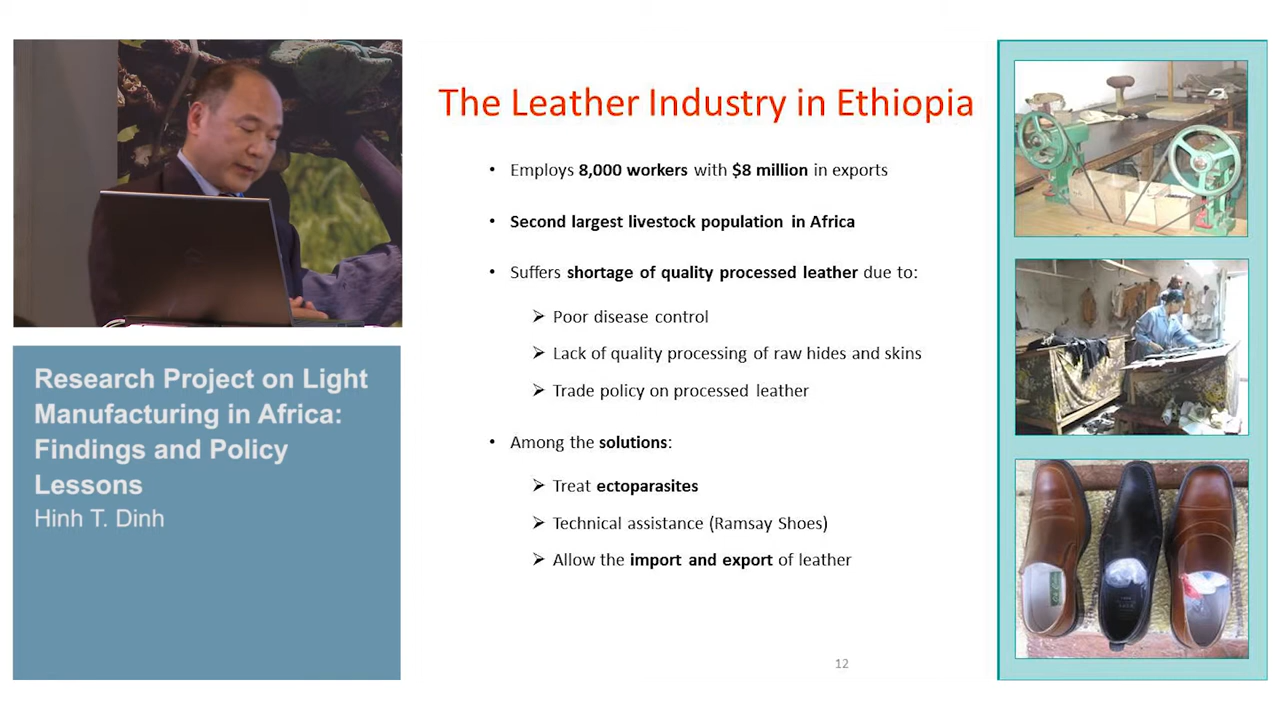 The Leather Industry in Ethiopia
• Employs 8,000 workers with $8 million in exports
• Second largest livestock population in Africa
• Suffers shortage of quality processed leather due to:
➢ Poor disease control
➢ Lack of quality processing of raw hides and skins
➢ Trade policy on processed leather
• Among the solutions:
➢ Treat ectoparasites
➢ Technical assistance (Ramsay Shoes)
➢ Allow the import and export of leather
12
Research Project on Light
Manufacturing in Africa:
Findings and Policy
Lessons
Hinh T. Dinh